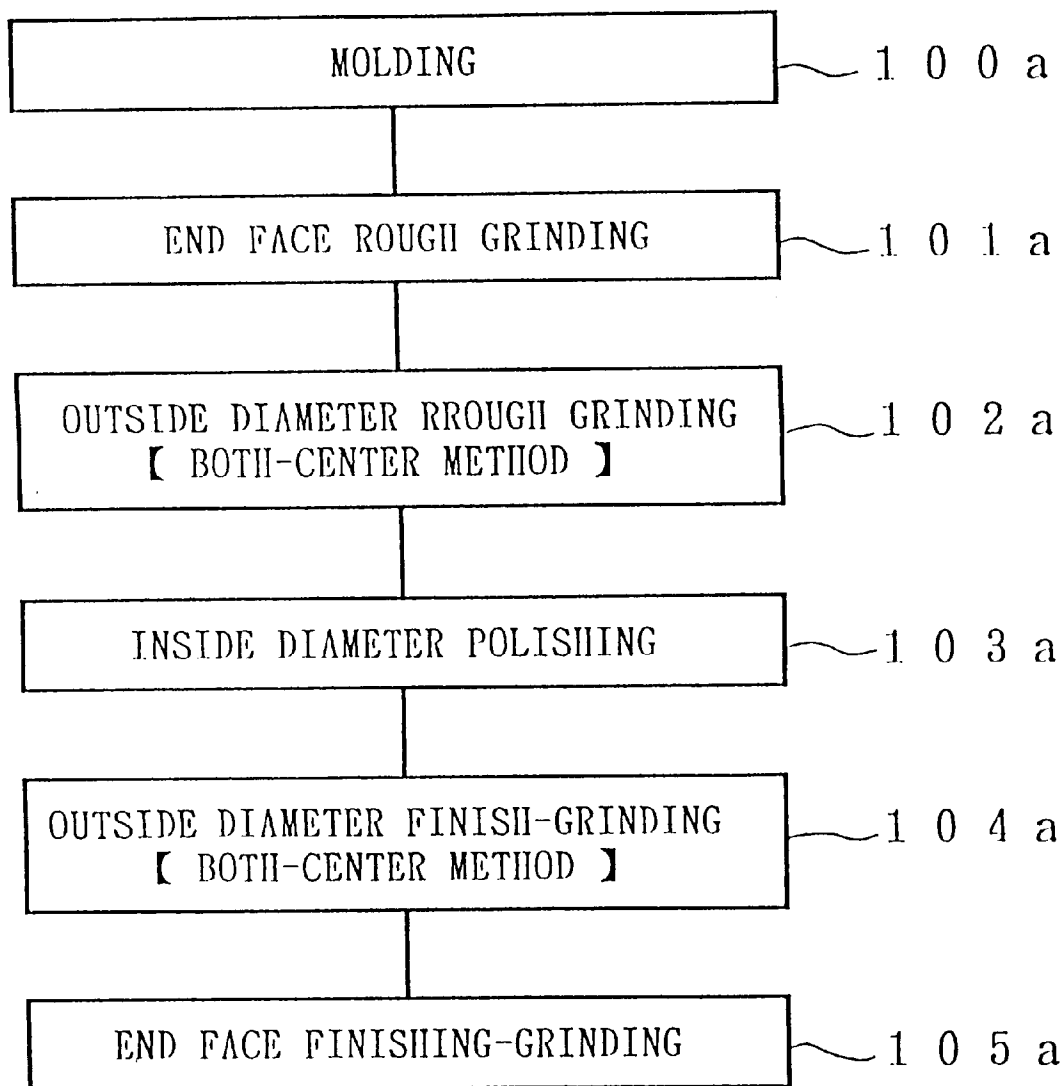 MOLDING
100a
END FACE ROUGH GRINDING
101a
OUTSIDE DIAMETER RROUGH GRINDING
【 BOTH-CENTER METHOD 】
102a
INSIDE DIAMETER POLISHING
103a
OUTSIDE DIAMETER FINISH-GRINDING
【 BOTH-CENTER METHOD 】
104a
END FACE FINISHING-GRINDING
105a